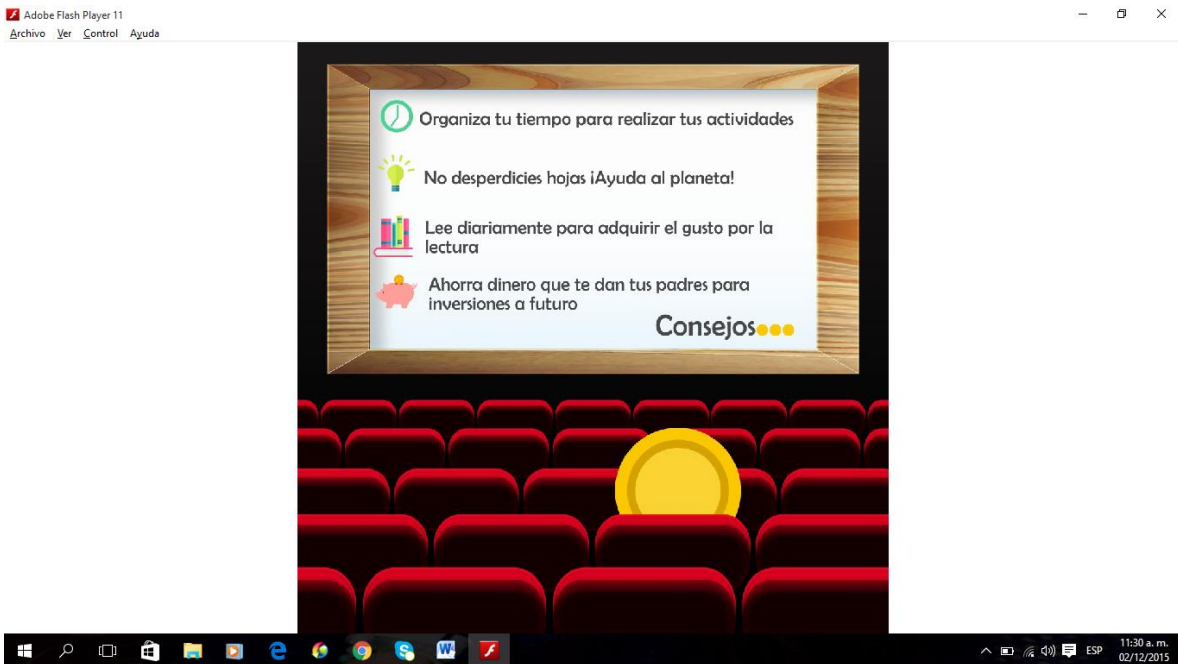 Adobe Flash Player 11
Archivo Ver Control Ayuda
Organiza tu tiempo para realizar tus actividades
No desperdicies hojas ¡Ayuda al planeta!
Lee diariamente para adquirir el gusto por la
lectura
Ahorra dinero que te dan tus padres para
inversiones a futuro
Consejos...
ESP
11:30 a. m.
02/12/2015